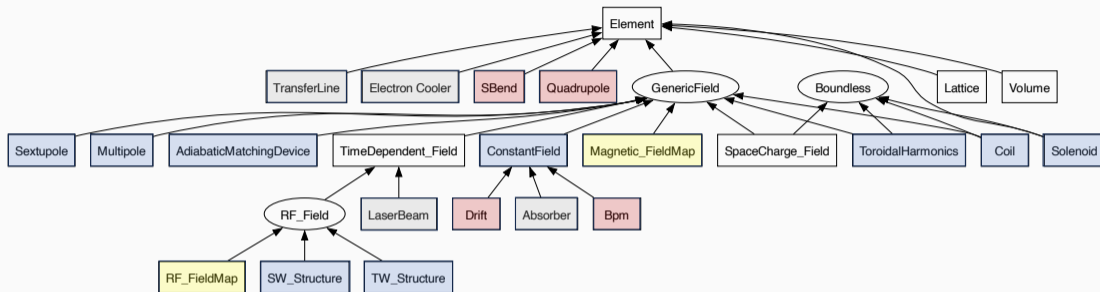 Element
TransferLine Electron Cooler SBend Quadrupole GenericField Boundless Lattice Volume
Sextupole Multipole AdiabaticMatchingDevice TimeDependent_Field ConstantField Magnetic_FieldMap SpaceCharge_Field ToroidalHarmonics Coil Solenoid
RF_Field LaserBeam Drift Absorber Bpm
RF_FieldMap SW_Structure TW_Structure